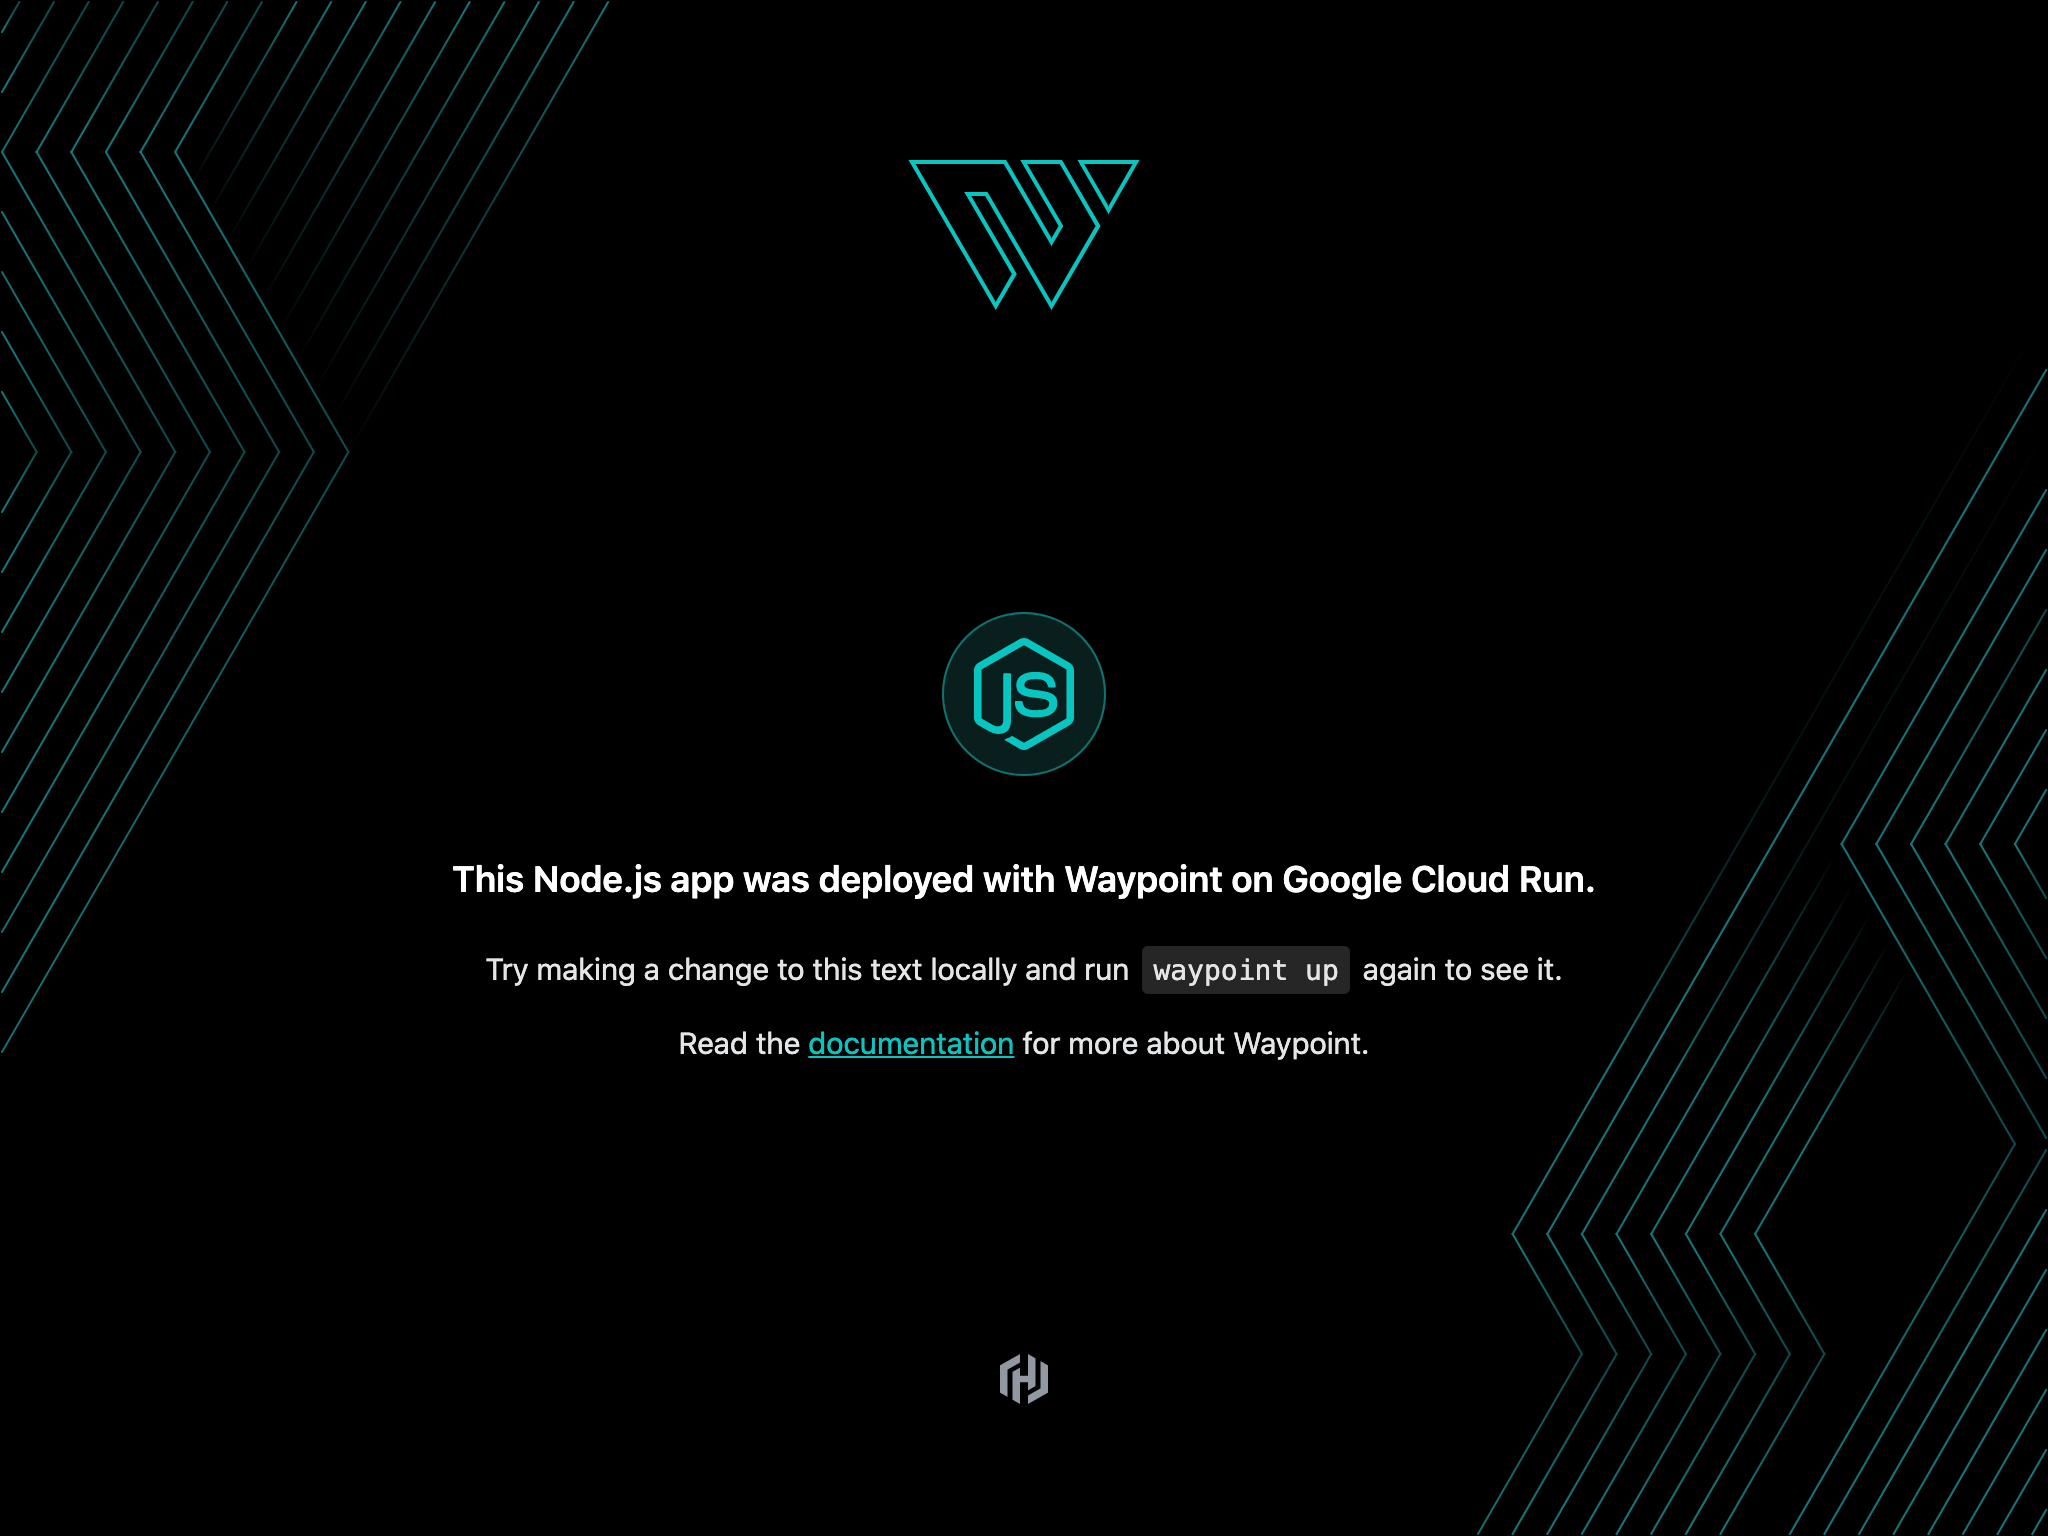 JS
This Node.js app was deployed with Waypoint on Google Cloud Run.
Try making a change to this text locally and run waypoint up again to see it.
Read the documentation for more about Waypoint.